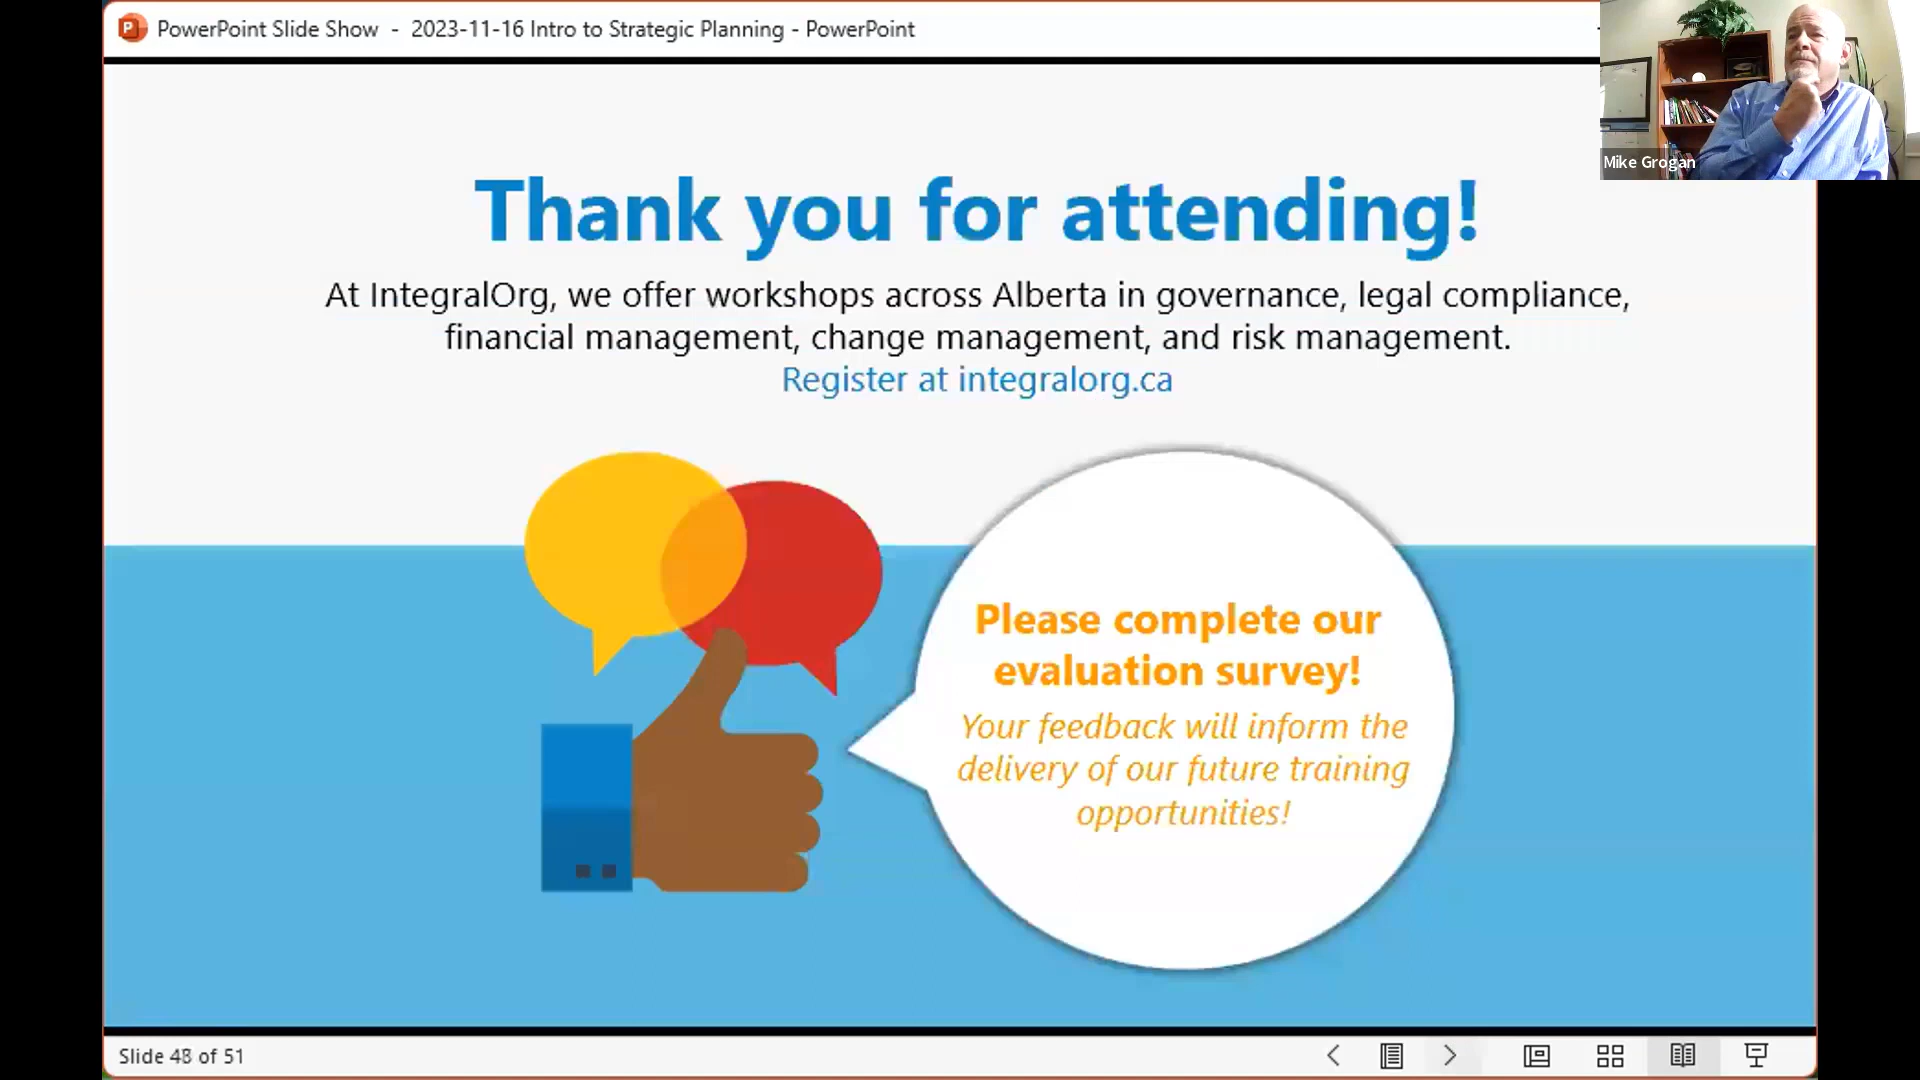 PowerPoint Slide Show - 2023-11-16 Intro to Strategic Planning - PowerPoint
Mike Grogan
Thank you for attending!
At IntegralOrg, we offer workshops across Alberta in governance, legal compliance,
financial management, change management, and risk management.
Register at integralorg.ca
Please complete our
evaluation survey!
Your feedback will inform the
delivery of our future training
opportunities!
Slide 48 of 51